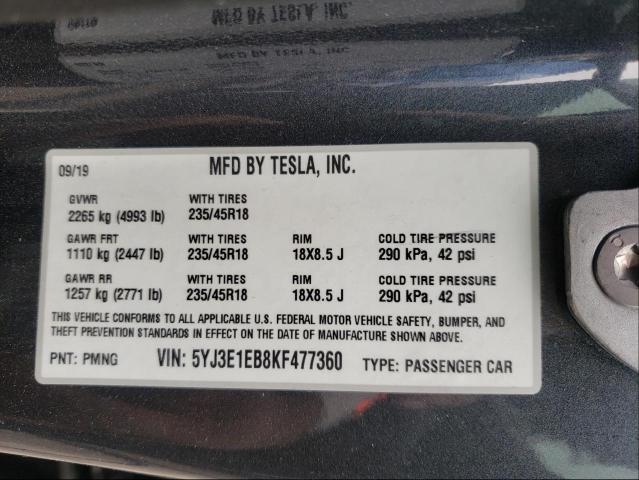 09/19 MFD BY TESLA, INC.
GVWR WITH TIRES
2265 kg (4993 lb) 235/45R18
GAWR FRT WITH TIRES RIM COLD TIRE PRESSURE
1110 kg (2447 lb) 235/45R18 18X8.5 J 290 kPa, 42 psi
GAWR RR WITH TIRES RIM COLD TIRE PRESSURE
1257 kg (2771 lb) 235/45R18 18X8.5 J 290 kPa, 42 psi
THIS VEHICLE CONFORMS TO ALL APPLICABLE U.S. FEDERAL MOTOR VEHICLE SAFETY, BUMPER, AND
THEFT PREVENTION STANDARDS IN EFFECT ON THE DATE OF MANUFACTURE SHOWN ABOVE.
PNT: PMNG VIN: 5YJ3E1EB8KF477360 TYPE: PASSENGER CAR